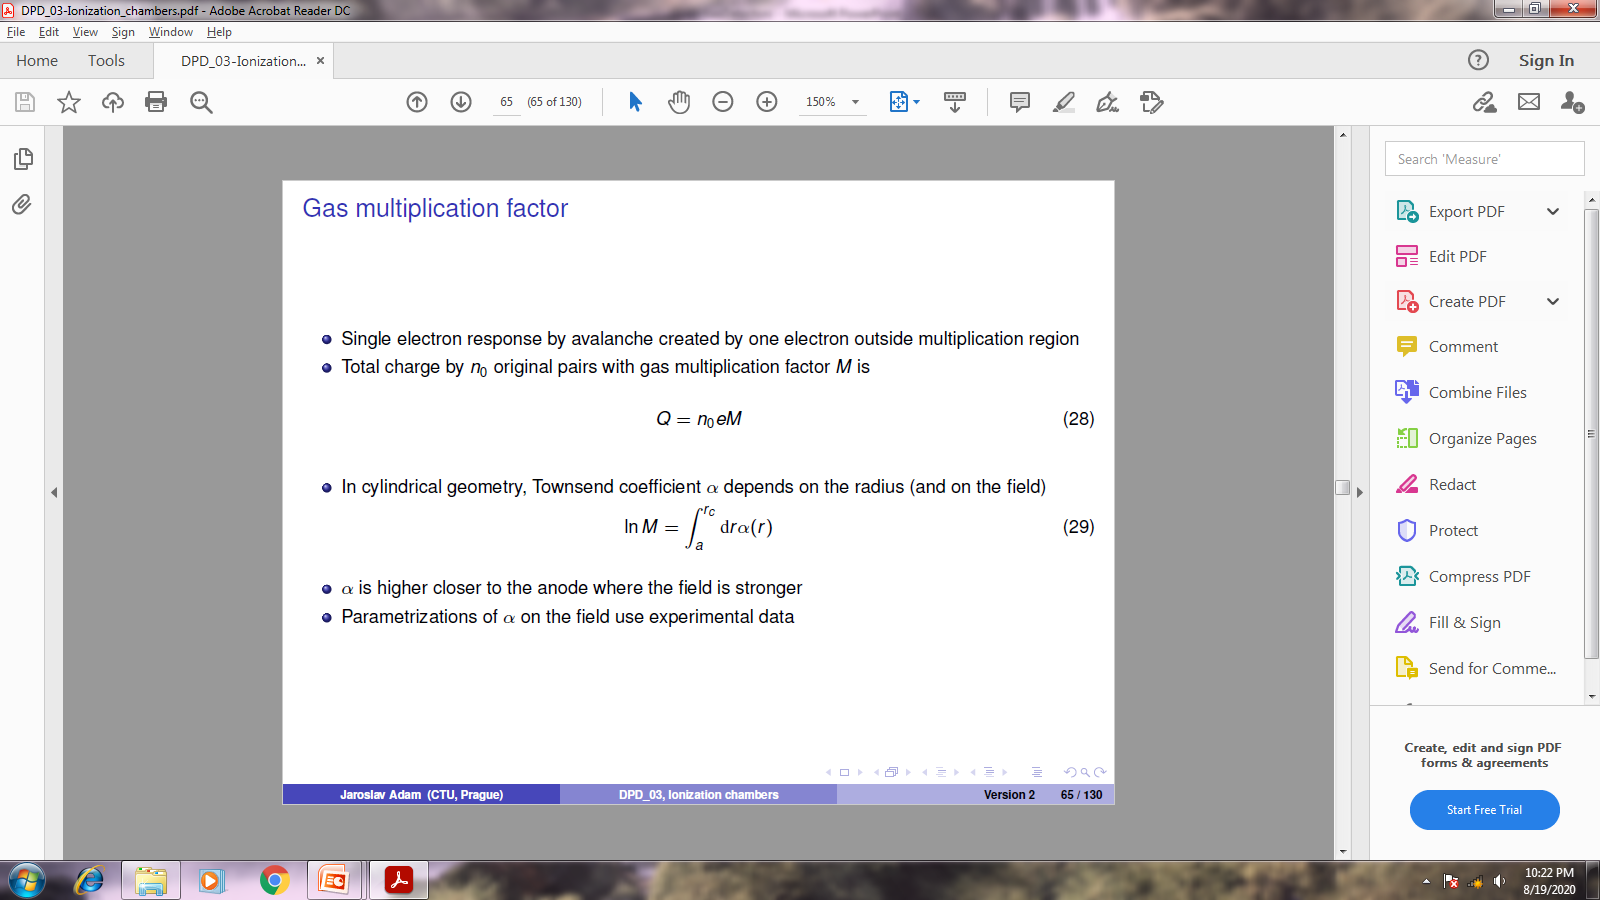 DPD_03-Ionization_chambers.pdf - Adobe Acrobat Reader DC
File Edit View Sign Window Help
Home Tools DPD_03-Ionization... × Sign In
65 (65 of 130) 150%
Search 'Measure'
Gas multiplication factor
Single electron response by avalanche created by one electron outside multiplication region
Total charge by n₀ original pairs with gas multiplication factor M is
Q = n₀eM (28)
In cylindrical geometry, Townsend coefficient α depends on the radius (and on the field)
ln M = ∫ₐ^{r_c} drα(r) (29)
α is higher closer to the anode where the field is stronger
Parametrizations of α on the field use experimental data
Jaroslav Adam (CTU, Prague) DPD_03, Ionization chambers Version 2 65 / 130
Export PDF
Edit PDF
Create PDF
Comment
Combine Files
Organize Pages
Redact
Protect
Compress PDF
Fill & Sign
Send for Comme...
Create, edit and sign PDF
forms & agreements
Start Free Trial
10:22 PM
8/19/2020